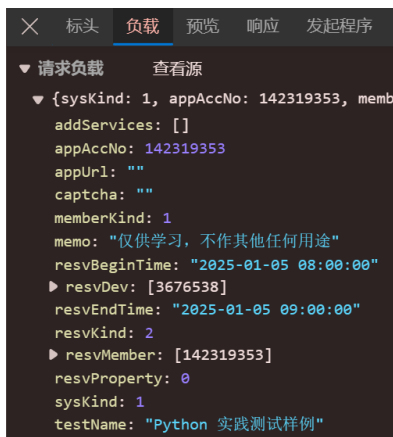 标头 负载 预览 响应 发起程序
请求负载 查看源
{sysKind: 1, appAccNo: 142319353, memb
addServices: []
appAccNo: 142319353
appUrl: ""
captcha: ""
memberKind: 1
memo: "仅供学习，不作其他任何用途"
resvBeginTime: "2025-01-05 08:00:00"
resvDev: [3676538]
resvEndTime: "2025-01-05 09:00:00"
resvKind: 2
resvMember: [142319353]
resvProperty: 0
sysKind: 1
testName: "Python 实践测试样例"